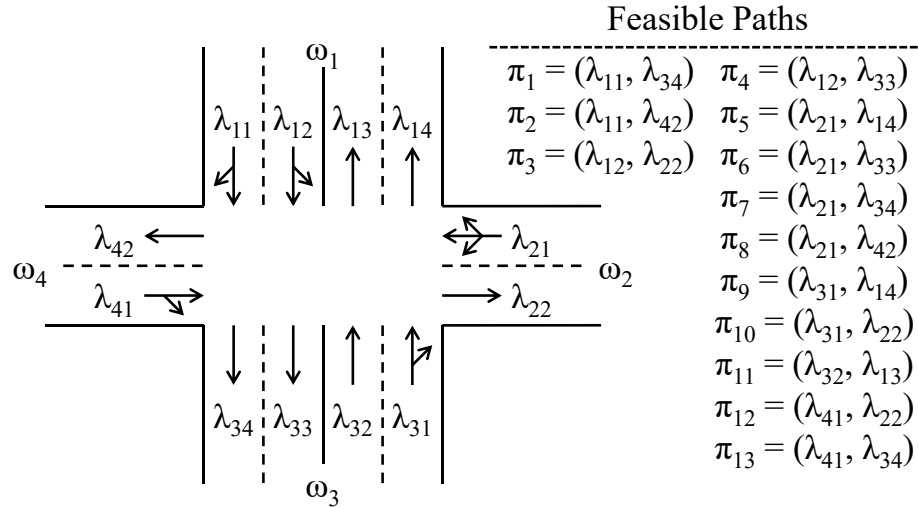 Feasible Paths
π₁ = (λ₁₁, λ₃₄) π₄ = (λ₁₂, λ₃₃)
π₂ = (λ₁₁, λ₄₂) π₅ = (λ₂₁, λ₁₄)
π₃ = (λ₁₂, λ₂₂) π₆ = (λ₂₁, λ₃₃)
π₇ = (λ₂₁, λ₃₄)
π₈ = (λ₂₁, λ₄₂)
π₉ = (λ₃₁, λ₁₄)
π₁₀ = (λ₃₁, λ₂₂)
π₁₁ = (λ₃₂, λ₁₃)
π₁₂ = (λ₄₁, λ₂₂)
π₁₃ = (λ₄₁, λ₃₄)
ω₁
λ₁₁ λ₁₂ λ₁₃ λ₁₄
λ₄₂ λ₂₁
ω₄ ω₂
λ₄₁ λ₂₂
λ₃₄ λ₃₃ λ₃₂ λ₃₁
ω₃